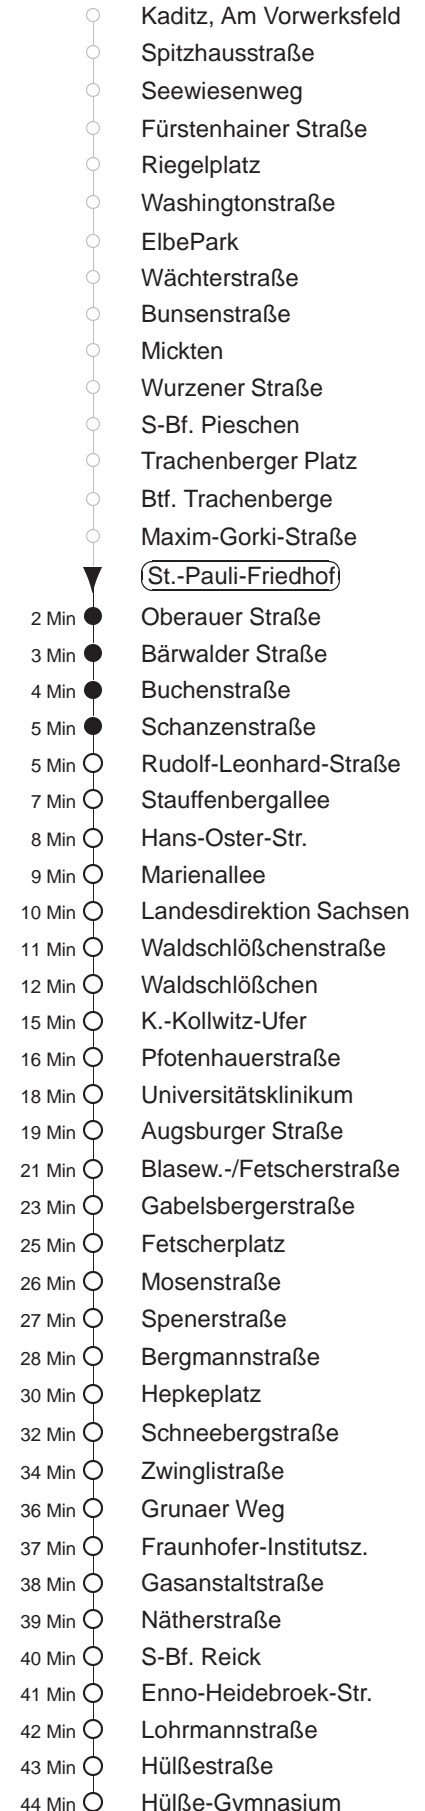 Kaditz, Am Vorwerksfeld
Spitzhausstraße
Seewiesenweg
Fürstenhainer Straße
Riegelplatz
Washingtonstraße
ElbePark
Wächterstraße
Bunsenstraße
Mickten
Wurzener Straße
S-Bf. Pieschen
Trachenberger Platz
Btf. Trachenberge
Maxim-Gorki-Straße
St.-Pauli-Friedhof
2 Min Oberauer Straße
3 Min Bärwalder Straße
4 Min Buchenstraße
5 Min Schanzenstraße
5 Min Rudolf-Leonhard-Straße
7 Min Stauffenbergallee
8 Min Hans-Oster-Str.
9 Min Marienallee
10 Min Landesdirektion Sachsen
11 Min Waldschlößchenstraße
12 Min Waldschlößchen
15 Min K.-Kollwitz-Ufer
16 Min Pfotenhauerstraße
18 Min Universitätsklinikum
19 Min Augsburger Straße
21 Min Blasew.-/Fetscherstraße
23 Min Gabelsbergerstraße
25 Min Fetscherplatz
26 Min Mosenstraße
27 Min Spenerstraße
28 Min Bergmannstraße
30 Min Hepkeplatz
32 Min Schneebergstraße
34 Min Zwinglistraße
36 Min Grunaer Weg
37 Min Fraunhofer-Institutsz.
38 Min Gasanstaltstraße
39 Min Nätherstraße
40 Min S-Bf. Reick
41 Min Enno-Heidebroek-Str.
42 Min Lohrmannstraße
43 Min Hülßestraße
44 Min Hülße-Gymnasium